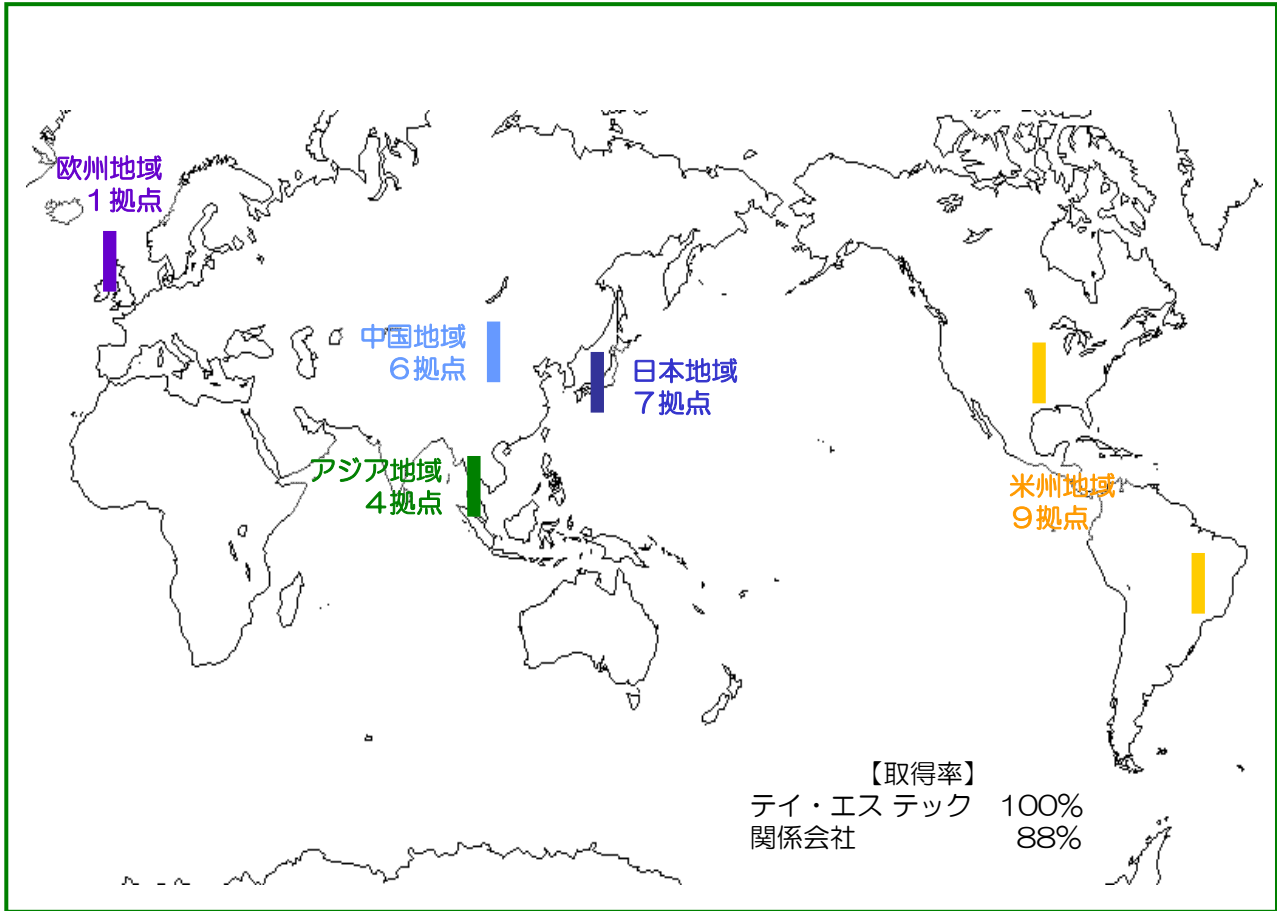 欧州地域
１拠点
中国地域
６拠点
日本地域
７拠点
アジア地域
４拠点
米州地域
９拠点
【取得率】
テイ・エス テック 100%
関係会社 88%